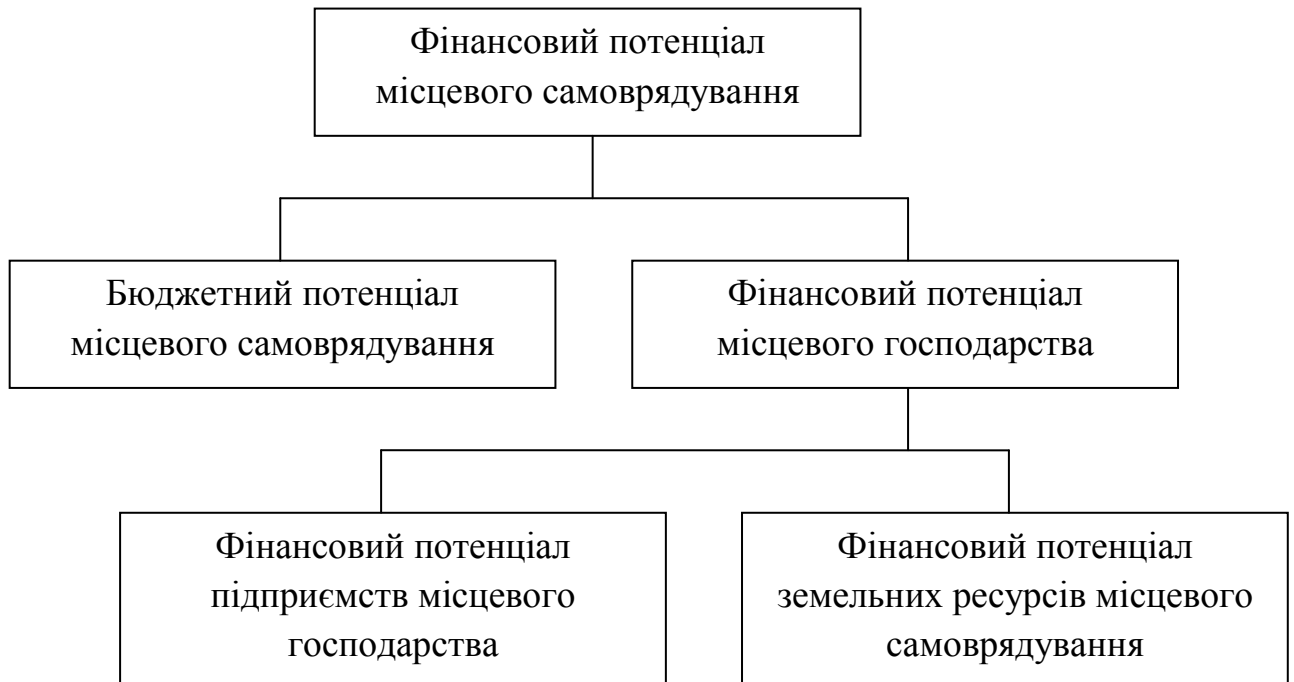 Фінансовий потенціал
місцевого самоврядування
Бюджетний потенціал
місцевого самоврядування
Фінансовий потенціал
місцевого господарства
Фінансовий потенціал
підприємств місцевого
господарства
Фінансовий потенціал
земельних ресурсів місцевого
самоврядування